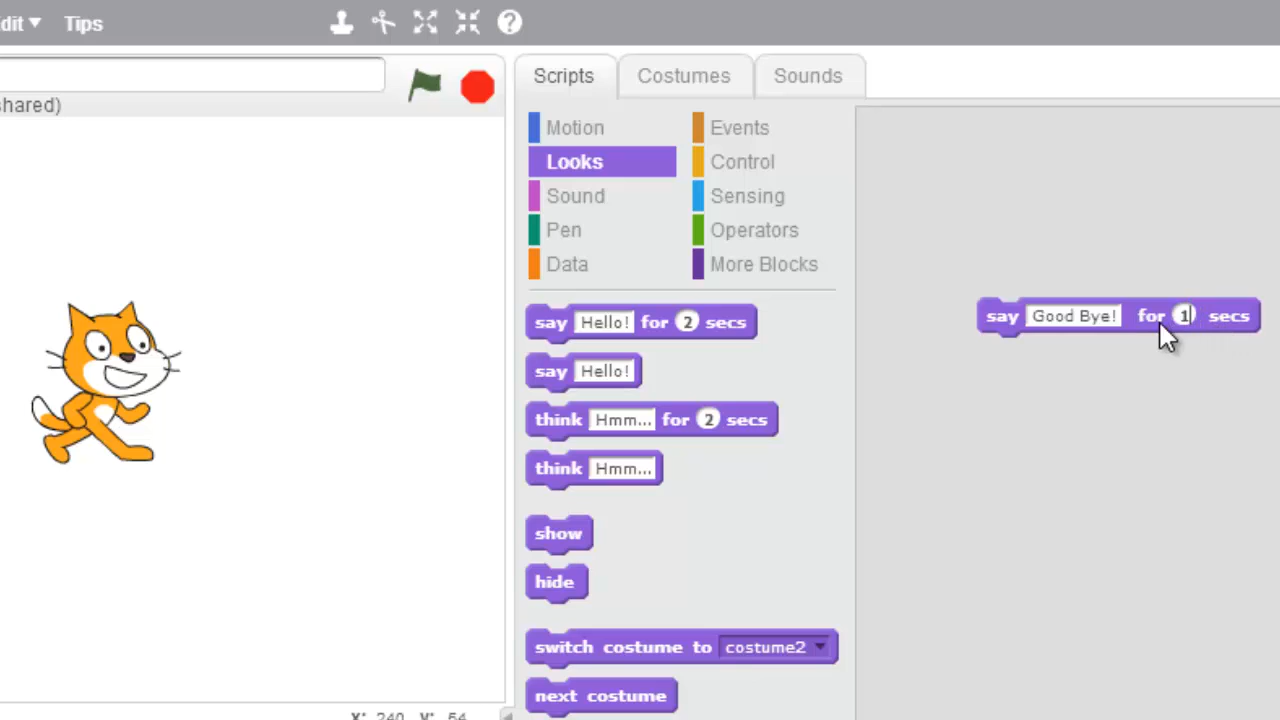 dit Tips
shared)
Scripts Costumes Sounds
Motion Events
Looks Control
Sound Sensing
Pen Operators
Data More Blocks
say Hello! for 2 secs
say Hello!
think Hmm... for 2 secs
think Hmm...
show
hide
switch costume to costume2
next costume
say Good Bye! for 1 secs
x: 240 y: 54